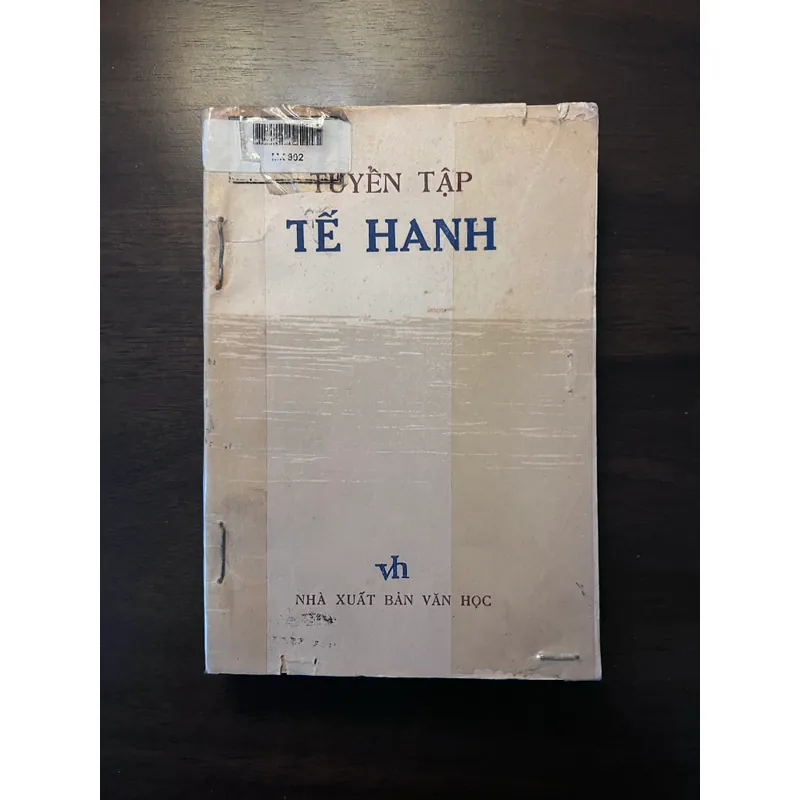 TUYỂN TẬP
TẾ HANH
vh
NHÀ XUẤT BẢN VĂN HỌC